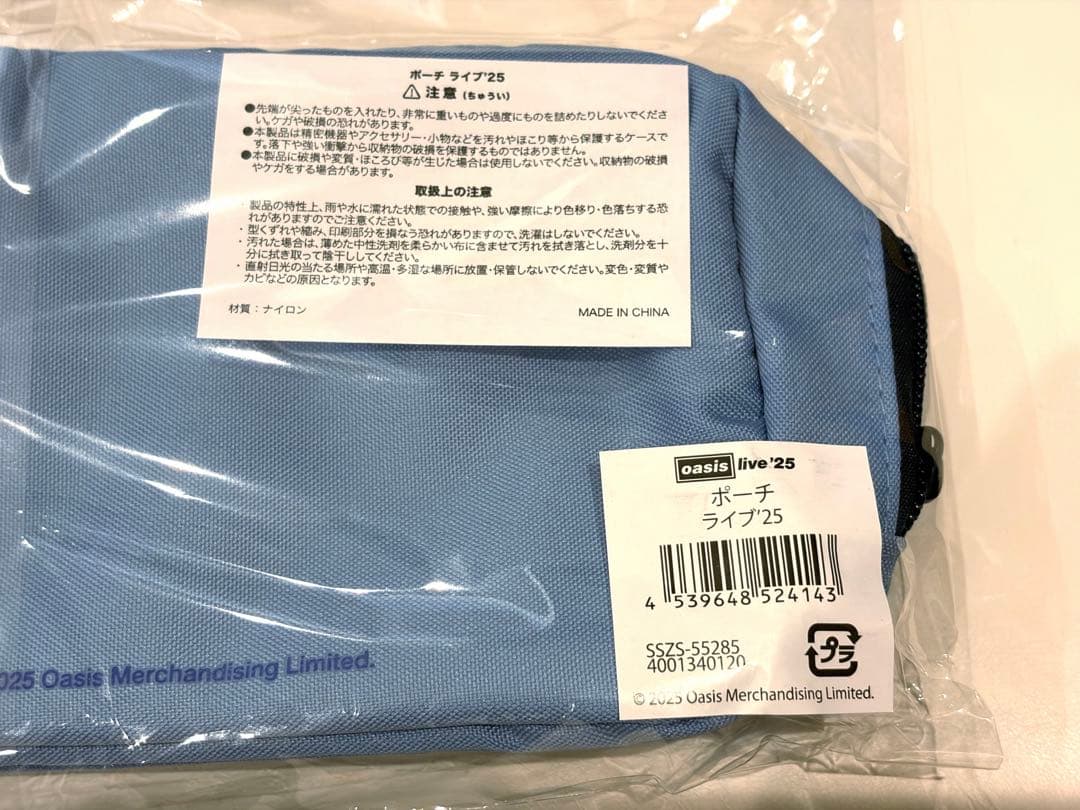 ポーチ ライブ'25
⚠ 注意 (ちゅうい)
●先端が尖ったものを入れたり、非常に重いものや過度にものを詰めたりしないでくださ
い。ケガや破損の恐れがあります。
●本製品は精密機器やアクセサリー・小物などを汚れやほこり等から保護するケースで
す。落下や強い衝撃から収納物の破損を保護するものではありません。
●本製品に破損や変質・ほころび等が生じた場合は使用しないでください。収納物の破損
やケガをする場合があります。
取扱上の注意
・製品の特性上、雨や水に濡れた状態での接触や、強い摩擦により色移り・色落ちする恐
れがありますのでご注意ください。
・型くずれや縮み、印刷部分を損なう恐れがありますので、洗濯はしないでください。
・汚れた場合は、薄めた中性洗剤を柔らかい布に含ませて汚れを拭き落とし、洗剤分を十
分に拭き取って陰干ししてください。
・直射日光の当たる場所や高温・多湿な場所に放置・保管しないでください。変色・変質や
カビなどの原因となります。
材質:ナイロン
MADE IN CHINA
oasis live'25
ポーチ
ライブ'25
4 539648 524143
SSZS-55285
4001340120
プラ
© 2025 Oasis Merchandising Limited.
025 Oasis Merchandising Limited.